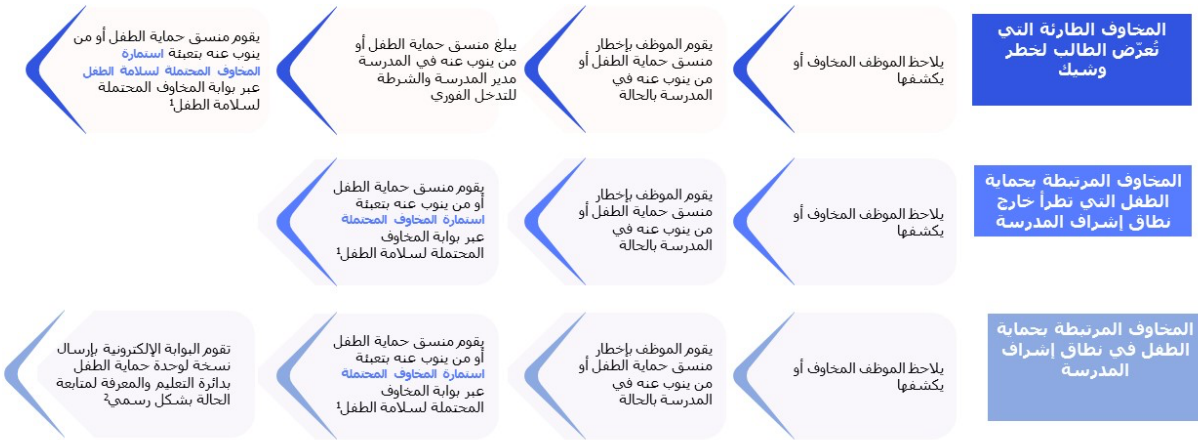 المخاوف الطارئة التي
تُعرّض الطالب لخطر
وشيك
يلاحظ الموظف المخاوف أو
يكشفها
يقوم الموظف بإخطار
منسق حماية الطفل أو
من ينوب عنه في
المدرسة بالحالة
يبلغ منسق حماية الطفل أو
من ينوب عنه في المدرسة
مدير المدرسة والشرطة
للتدخل الفوري
يقوم منسق حماية الطفل أو من
ينوب عنه بتعبئة استمارة
المخاوف المحتملة لسلامة الطفل
عبر بوابة المخاوف المحتملة
لسلامة الطفل¹
المخاوف المرتبطة بحماية
الطفل التي تطرأ خارج
نطاق إشراف المدرسة
يلاحظ الموظف المخاوف أو
يكشفها
يقوم الموظف بإخطار
منسق حماية الطفل أو
من ينوب عنه في
المدرسة بالحالة
يقوم منسق حماية الطفل
أو من ينوب عنه بتعبئة
استمارة المخاوف المحتملة
عبر بوابة المخاوف
المحتملة لسلامة الطفل¹
المخاوف المرتبطة بحماية
الطفل في نطاق إشراف
المدرسة
يلاحظ الموظف المخاوف أو
يكشفها
يقوم الموظف بإخطار
منسق حماية الطفل أو
من ينوب عنه في
المدرسة بالحالة
يقوم منسق حماية الطفل
أو من ينوب عنه بتعبئة
استمارة المخاوف المحتملة
عبر بوابة المخاوف
المحتملة لسلامة الطفل¹
تقوم البوابة الإلكترونية بإرسال
نسخة لوحدة حماية الطفل
بدائرة التعليم والمعرفة لمتابعة
الحالة بشكل رسمي²